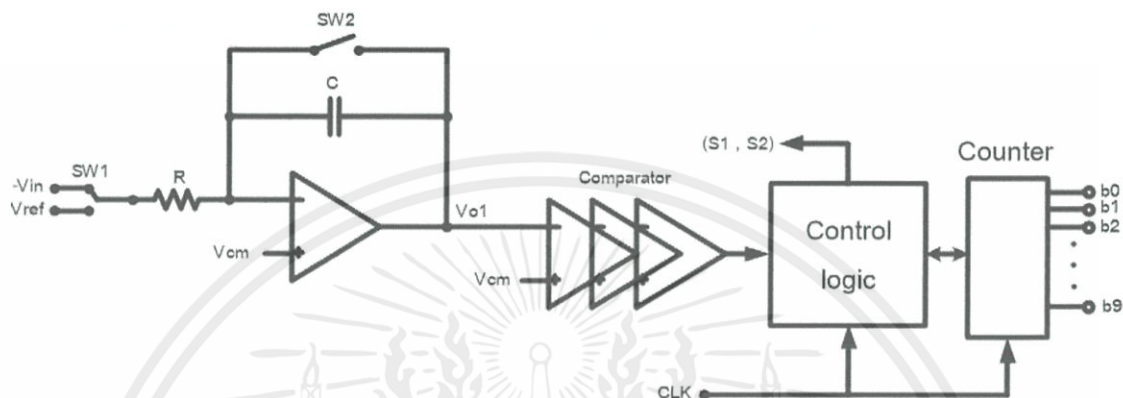 SW2
C
(S1 , S2)
Counter
SW1
R
Comparator
-Vin
Vref
Vo1
Control
logic
b0
b1
b2
b9
Vcm
Vcm
CLK